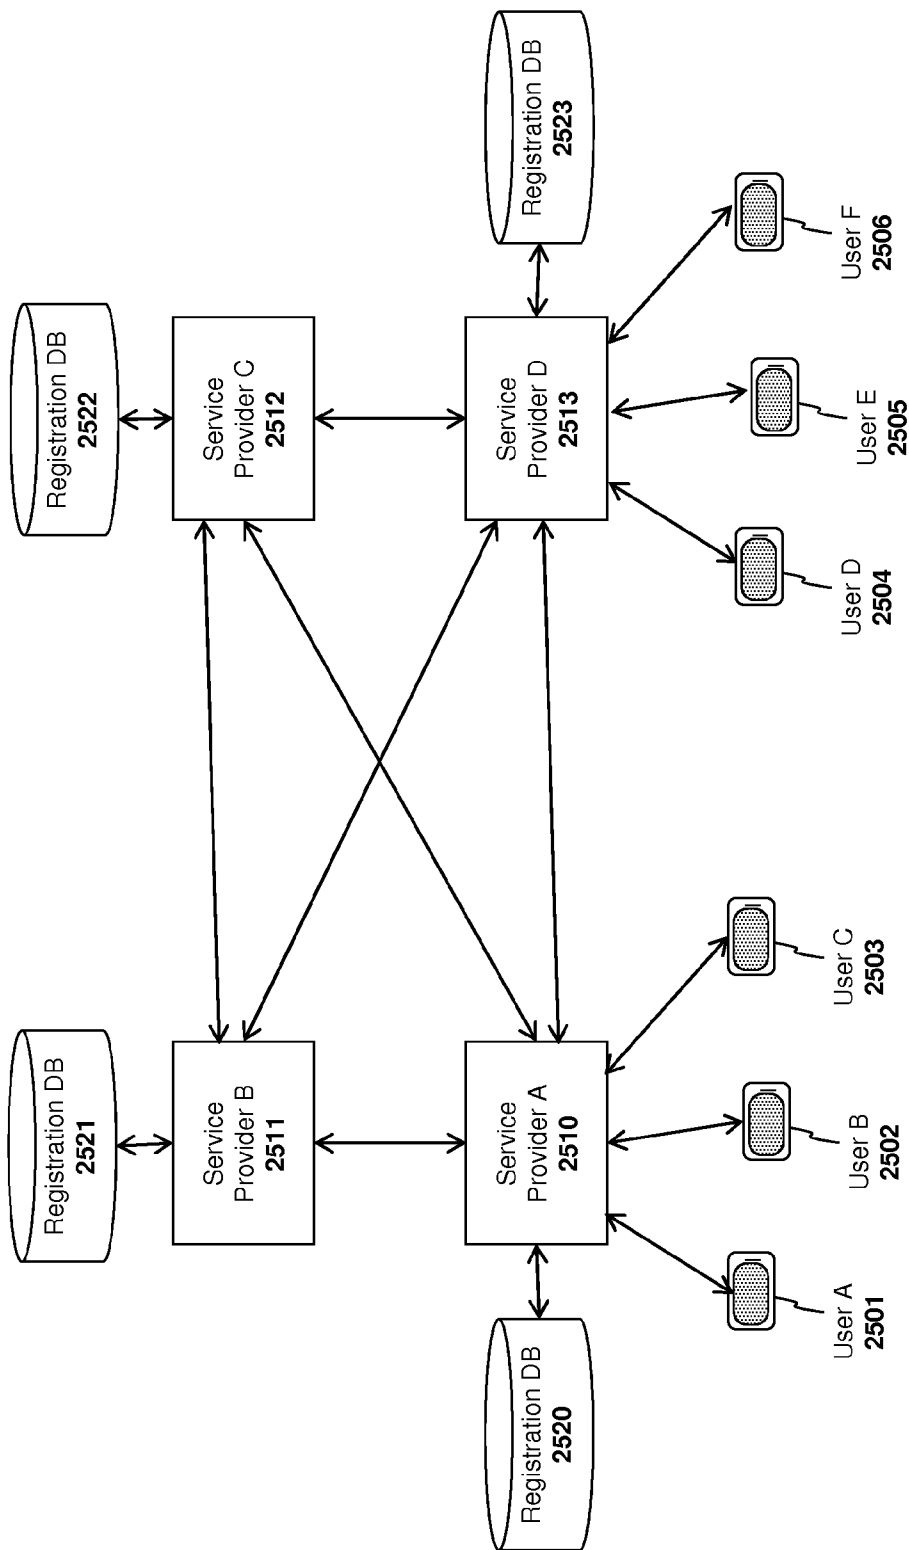 Registration DB
2521
Registration DB
2522
Service
Provider B
2511
Service
Provider C
2512
Registration DB
2520
Service
Provider A
2510
Service
Provider D
2513
Registration DB
2523
User A
2501
User B
2502
User C
2503
User D
2504
User E
2505
User F
2506